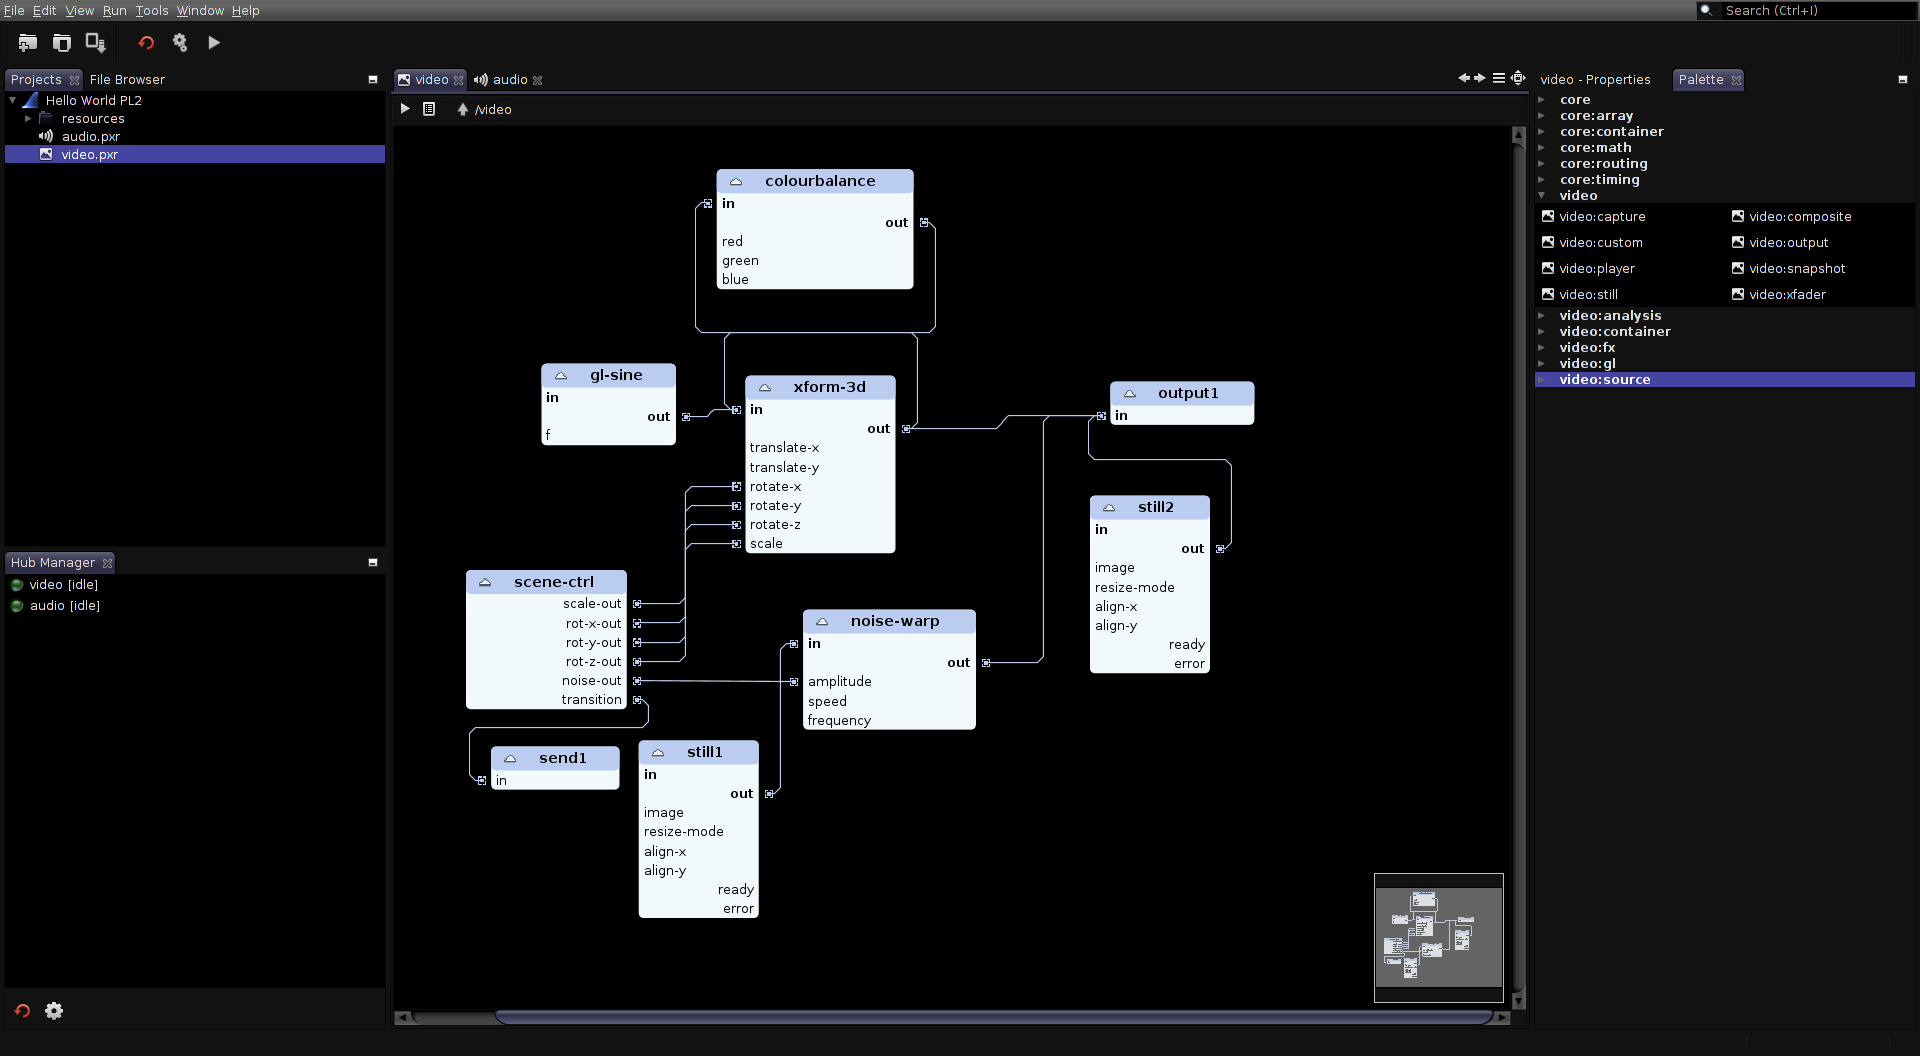 File Edit View Run Tools Window Help
Search (Ctrl+I)
Projects File Browser
Hello World PL2
resources
audio.pxr
video.pxr
Hub Manager
video [idle]
audio [idle]
video audio
/video
colourbalance
in
out
red
green
blue
gl-sine
in
out
f
xform-3d
in
out
translate-x
translate-y
rotate-x
rotate-y
rotate-z
scale
output1
in
still2
in
out
image
resize-mode
align-x
align-y
ready
error
scene-ctrl
scale-out
rot-x-out
rot-y-out
rot-z-out
noise-out
transition
noise-warp
in
out
amplitude
speed
frequency
send1
in
still1
in
out
image
resize-mode
align-x
align-y
ready
error
video - Properties Palette
core
core:array
core:container
core:math
core:routing
core:timing
video
video:capture video:composite
video:custom video:output
video:player video:snapshot
video:still video:xfader
video:analysis
video:container
video:fx
video:gl
video:source